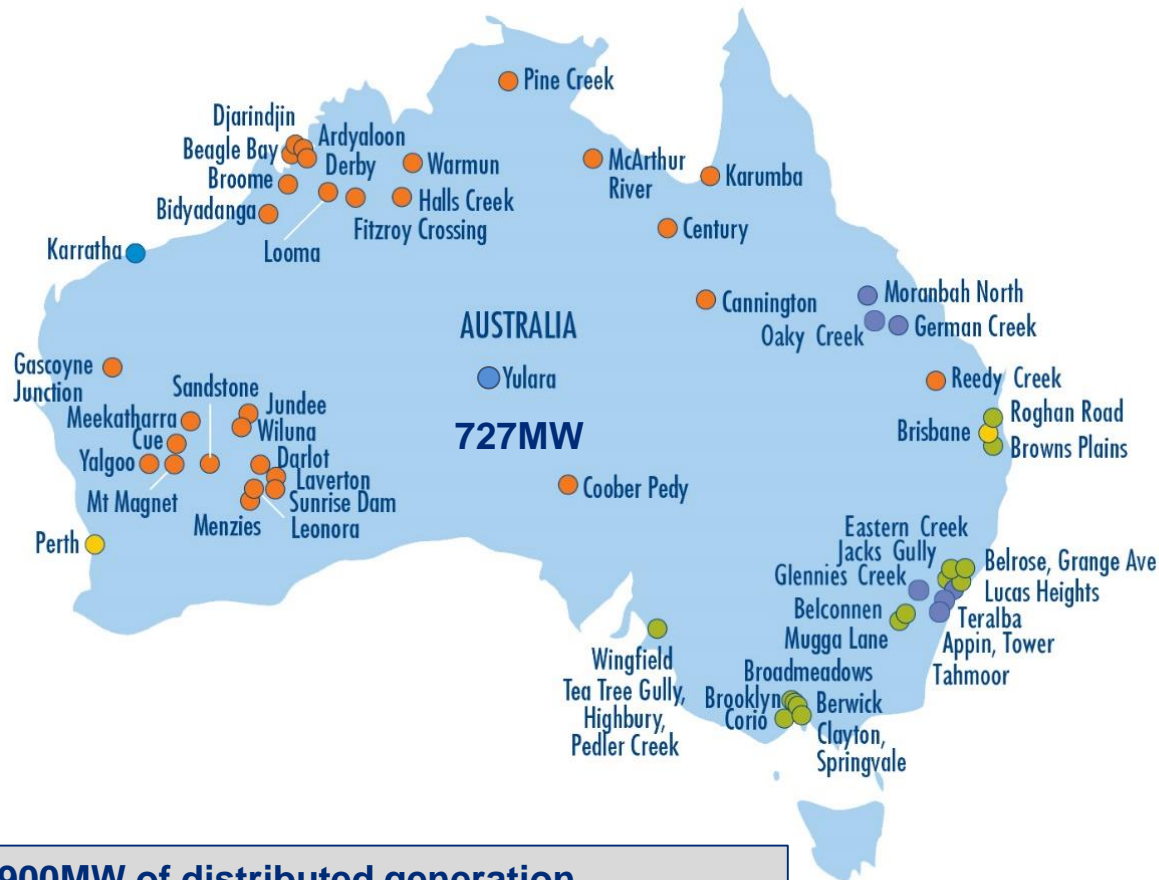 Pine Creek
Djarindjin
Ardyaloon
Beagle Bay
Derby
Warmun
McArthur
River
Karumba
Broome
Halls Creek
Bidyadanga
Fitzroy Crossing
Century
Looma
Karratha
Moranbah North
Cannington
German Creek
Oaky Creek
AUSTRALIA
Gascoyne
Junction
Yulara
Sandstone
Reedy Creek
Jundee
Meekatharra
Wiluna
Roghan Road
Cue
727MW
Brisbane
Browns Plains
Yalgoo
Darlot
Laverton
Mt Magnet
Sunrise Dam
Coober Pedy
Menzies
Leonora
Perth
Eastern Creek
Jacks Gully
Belrose, Grange Ave
Glennies Creek
Lucas Heights
Belconnen
Teralba
Mugga Lane
Appin, Tower
Tahmoor
Wingfield
Tea Tree Gully,
Highbury,
Pedler Creek
Broadmeadows
Brooklyn
Berwick
Corio
Clayton,
Springvale
900MW of distributed generation